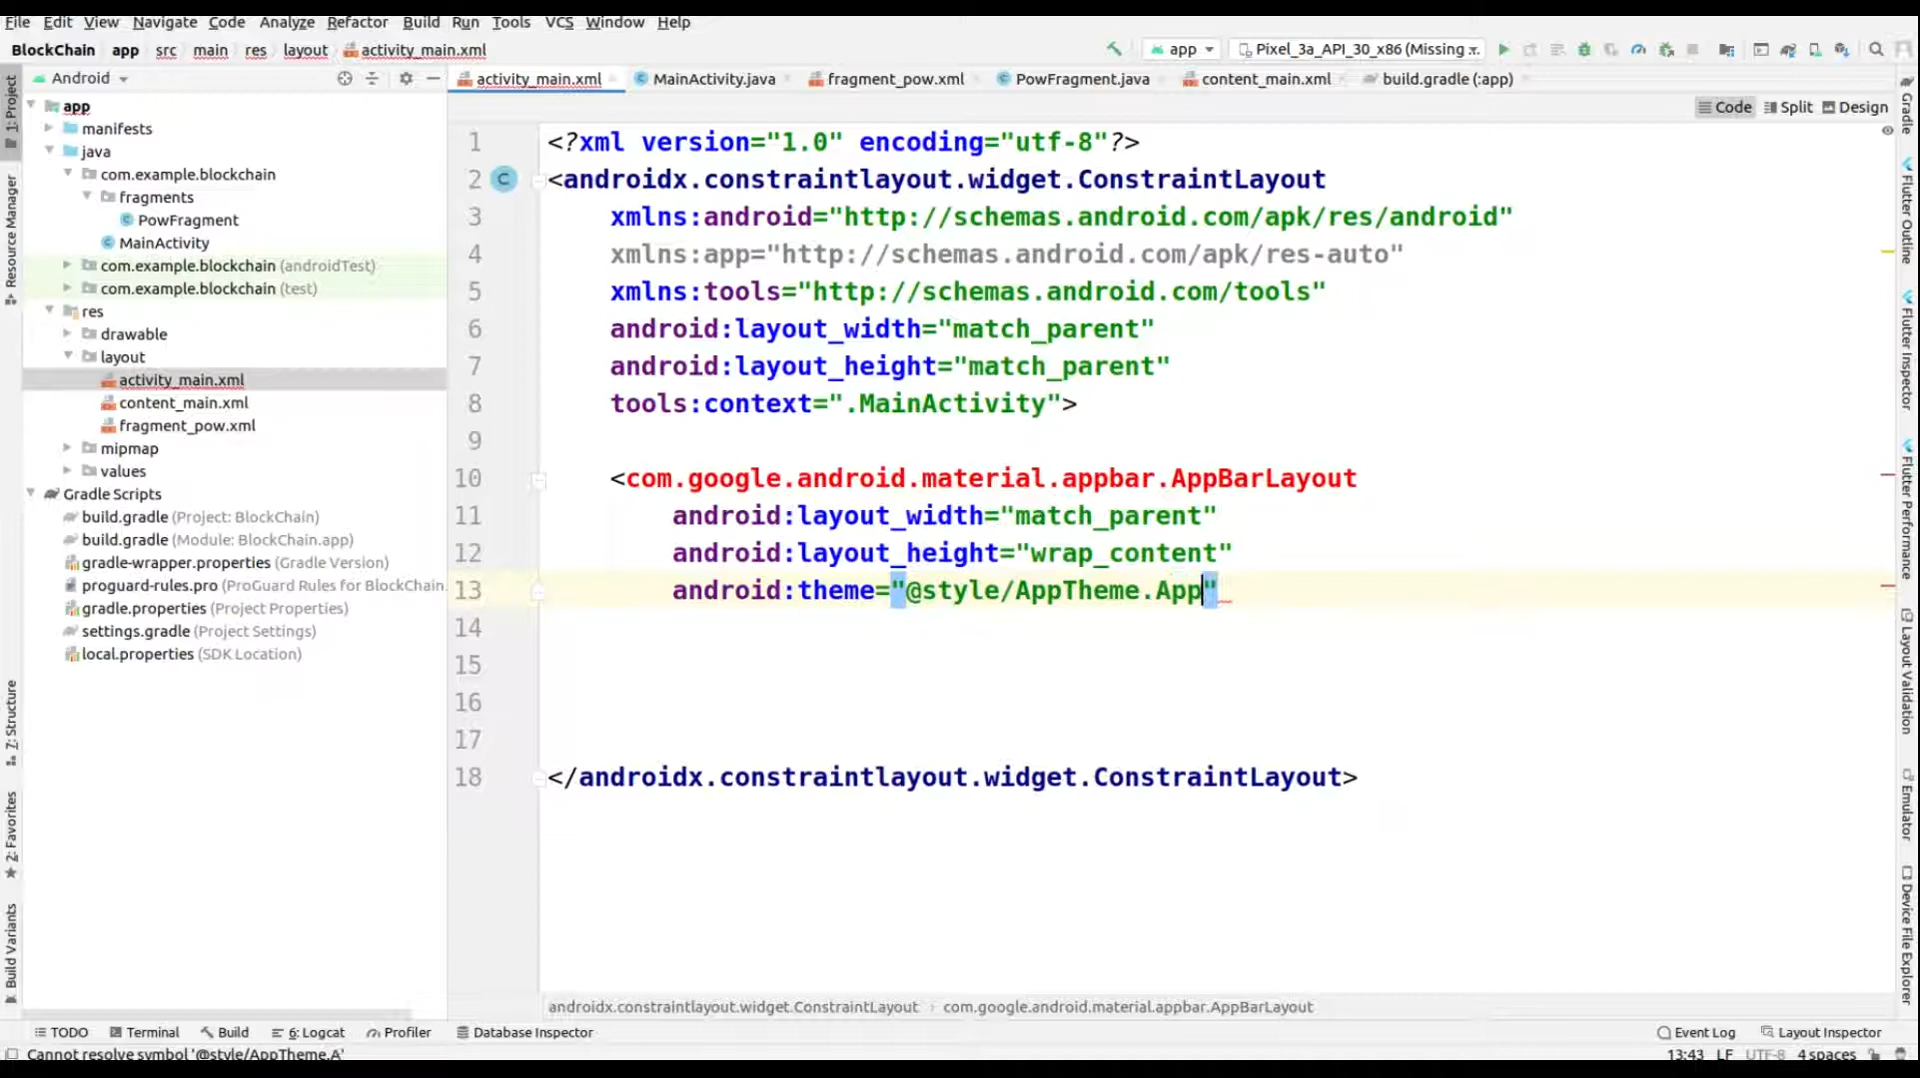 File Edit View Navigate Code Analyze Refactor Build Run Tools VCS Window Help
BlockChain app src main res layout activity_main.xml
app Pixel_3a_API_30_x86 (Missing
Android
activity_main.xml MainActivity.java fragment_pow.xml PowFragment.java content_main.xml build.gradle (:app)
Code Split Design
app
manifests
java
com.example.blockchain
fragments
PowFragment
MainActivity
com.example.blockchain (androidTest)
com.example.blockchain (test)
res
drawable
layout
activity_main.xml
content_main.xml
fragment_pow.xml
mipmap
values
Gradle Scripts
build.gradle (Project: BlockChain)
build.gradle (Module: BlockChain.app)
gradle-wrapper.properties (Gradle Version)
proguard-rules.pro (ProGuard Rules for BlockChain.
gradle.properties (Project Properties)
settings.gradle (Project Settings)
local.properties (SDK Location)
1: Project
Resource Manager
Z: Structure
2: Favorites
Build Variants
1 <?xml version="1.0" encoding="utf-8"?>
2 <androidx.constraintlayout.widget.ConstraintLayout
3 xmlns:android="http://schemas.android.com/apk/res/android"
4 xmlns:app="http://schemas.android.com/apk/res-auto"
5 xmlns:tools="http://schemas.android.com/tools"
6 android:layout_width="match_parent"
7 android:layout_height="match_parent"
8 tools:context=".MainActivity">
9
10 <com.google.android.material.appbar.AppBarLayout
11 android:layout_width="match_parent"
12 android:layout_height="wrap_content"
13 android:theme="@style/AppTheme.App"
14
15
16
17
18 </androidx.constraintlayout.widget.ConstraintLayout>
Gradle
Flutter Outline
Flutter Inspector
Flutter Performance
Layout Validation
Emulator
Device File Explorer
androidx.constraintlayout.widget.ConstraintLayout › com.google.android.material.appbar.AppBarLayout
TODO Terminal Build 6: Logcat Profiler Database Inspector Event Log Layout Inspector
Cannot resolve symbol '@style/AppTheme.A' 13:43 LF UTF-8 4 spaces